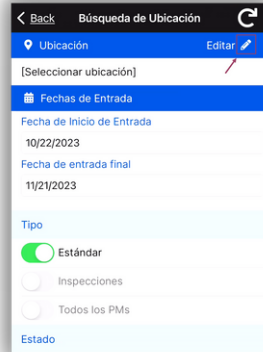 Back Búsqueda de Ubicación
Ubicación Editar
[Seleccionar ubicación]
Fechas de Entrada
Fecha de Inicio de Entrada
10/22/2023
Fecha de entrada final
11/21/2023
Tipo
Estándar
Inspecciones
Todos los PMs
Estado